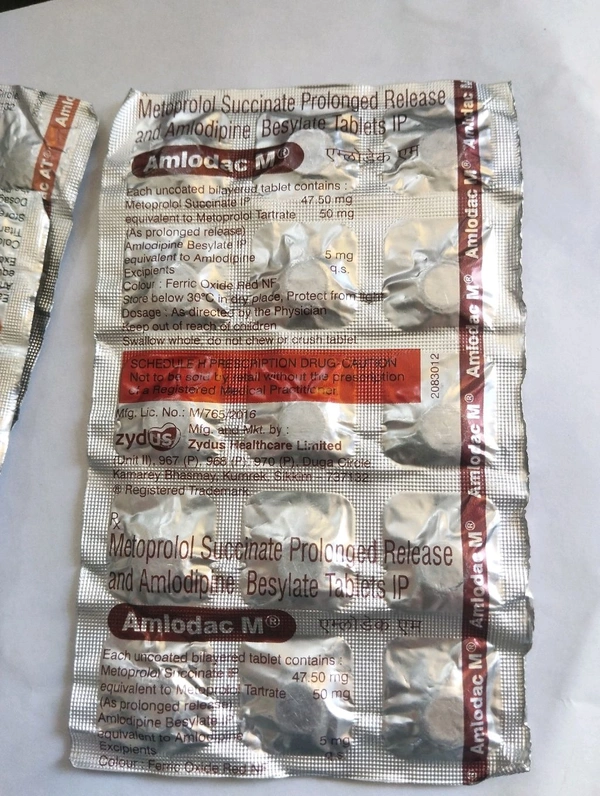 Metoprolol Succinate Prolonged Release
and Amlodipine Besylate Tablets IP
Amlodac M® एम्लोडेक एम
Each uncoated bilayered tablet contains :
Metoprolol Succinate IP 47.50 mg
equivalent to Metoprolol Tartrate 50 mg
(As prolonged release)
Amlodipine Besylate IP
equivalent to Amlodipine 5 mg
Excipients q.s.
Colour : Ferric Oxide Red NF
Store below 30°C in dry place, Protect from light
Dosage : As directed by the Physician
Keep out of reach of children
Swallow whole, do not chew or crush tablet
SCHEDULE H PRESCRIPTION DRUG-CAUTION
Not to be sold by retail without the prescription
of a Registered Medical Practitioner
2083012
Mfg. Lic. No.: M/765/2016
zydus
Mfg. and Mkt. by :
Zydus Healthcare Limited
(Unit II), 967 (P), 968 (P), 970 (P), Duga Circle
Kamarey Bhasmay, Kumrek, Sikkim - 737132
® Registered Trademark
Rx
Metoprolol Succinate Prolonged Release
and Amlodipine Besylate Tablets IP
Amlodac M® एम्लोडेक एम
Each uncoated bilayered tablet contains :
Metoprolol Succinate IP 47.50 mg
equivalent to Metoprolol Tartrate 50 mg
(As prolonged release)
Amlodipine Besylate IP
equivalent to Amlodipine 5 mg
Excipients q.s.
Colour : Ferric Oxide Red NF
Amlodac M® Amlodac M® Amlodac M® Amlodac M® Amlodac M® Amlodac M